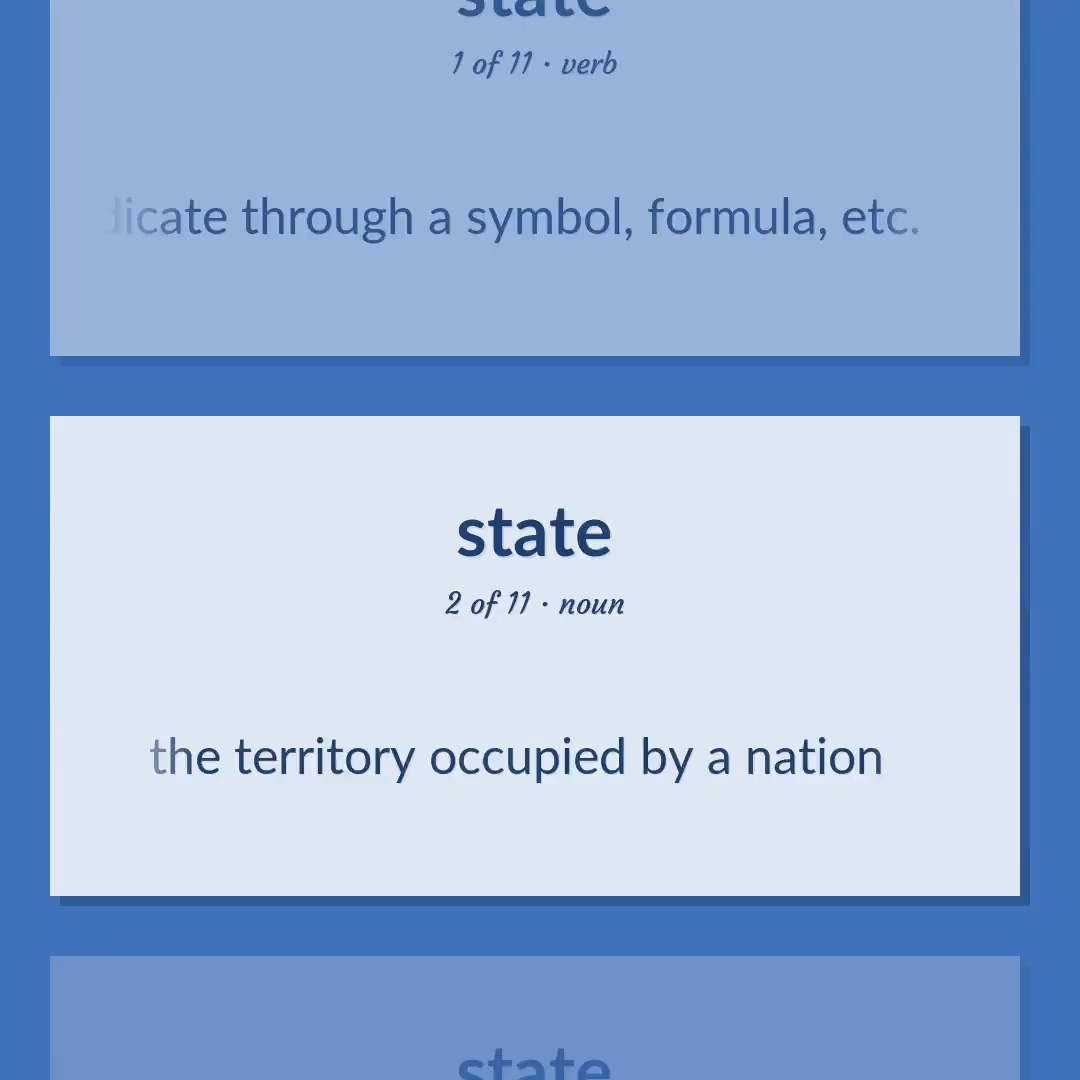 state
1 of 11 · verb
dicate through a symbol, formula, etc.
state
2 of 11 · noun
the territory occupied by a nation
state